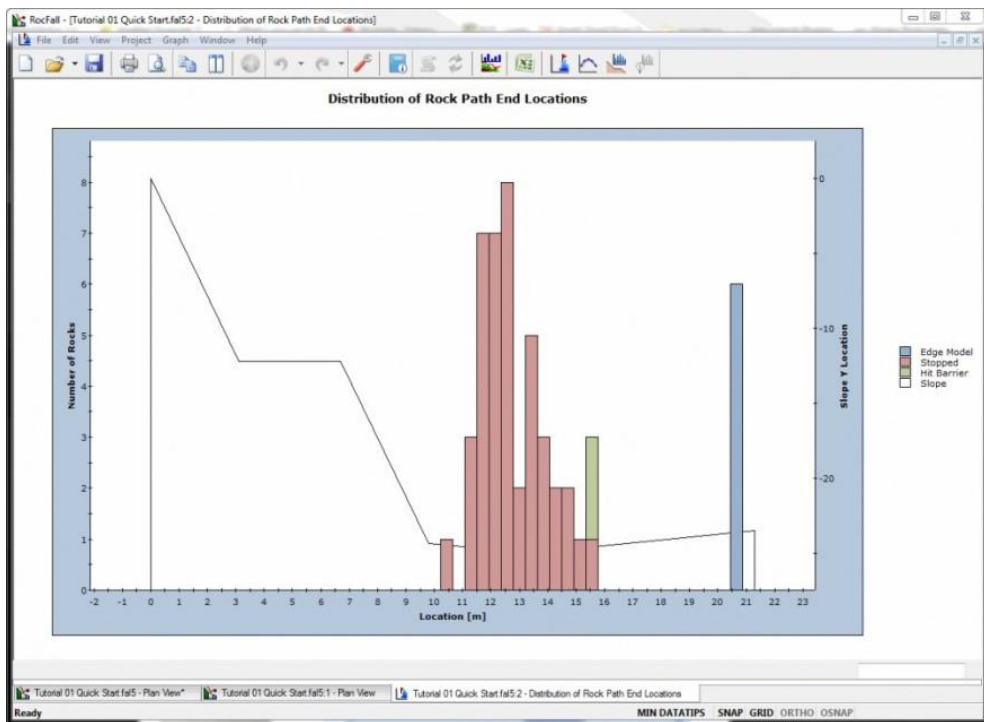 RocFall - [Tutorial 01 Quick Start.fal5:2 - Distribution of Rock Path End Locations]
File Edit View Project Graph Window Help
Distribution of Rock Path End Locations
Number of Rocks
8
7
6
5
4
3
2
1
0
0
-10
-20
Slope Y Location
-2 -1 0 1 2 3 4 5 6 7 8 9 10 11 12 13 14 15 16 17 18 19 20 21 22 23
Location [m]
Edge Model
Stopped
Hit Barrier
Slope
Tutorial 01 Quick Start.fal5 - Plan View* Tutorial 01 Quick Start.fal5:1 - Plan View Tutorial 01 Quick Start.fal5:2 - Distribution of Rock Path End Locations
Ready MIN DATATIPS SNAP GRID ORTHO OSNAP